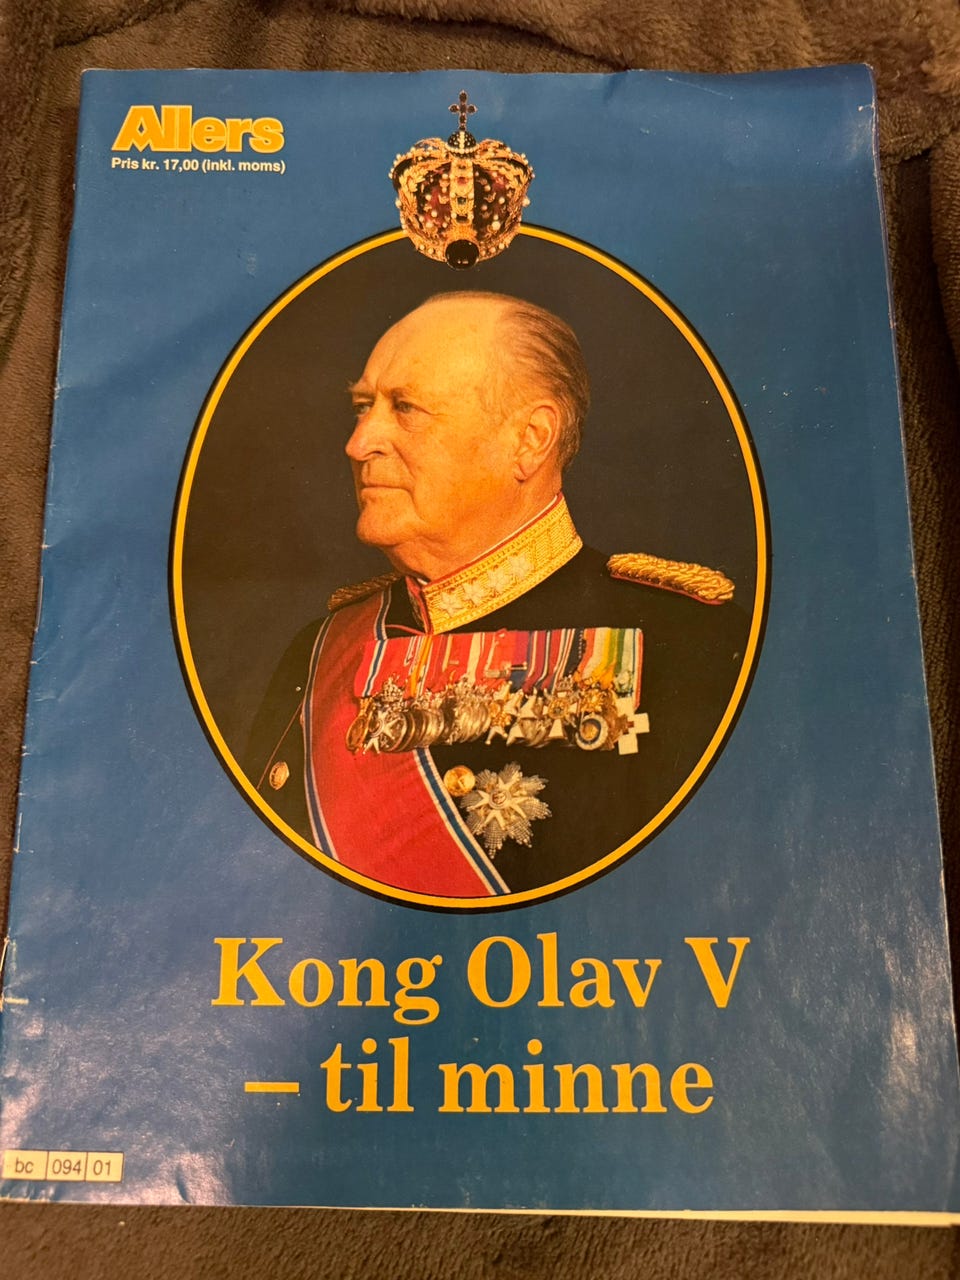 Allers
Pris kr. 17,00 (inkl. moms)
Kong Olav V
– til minne
bc 094 01